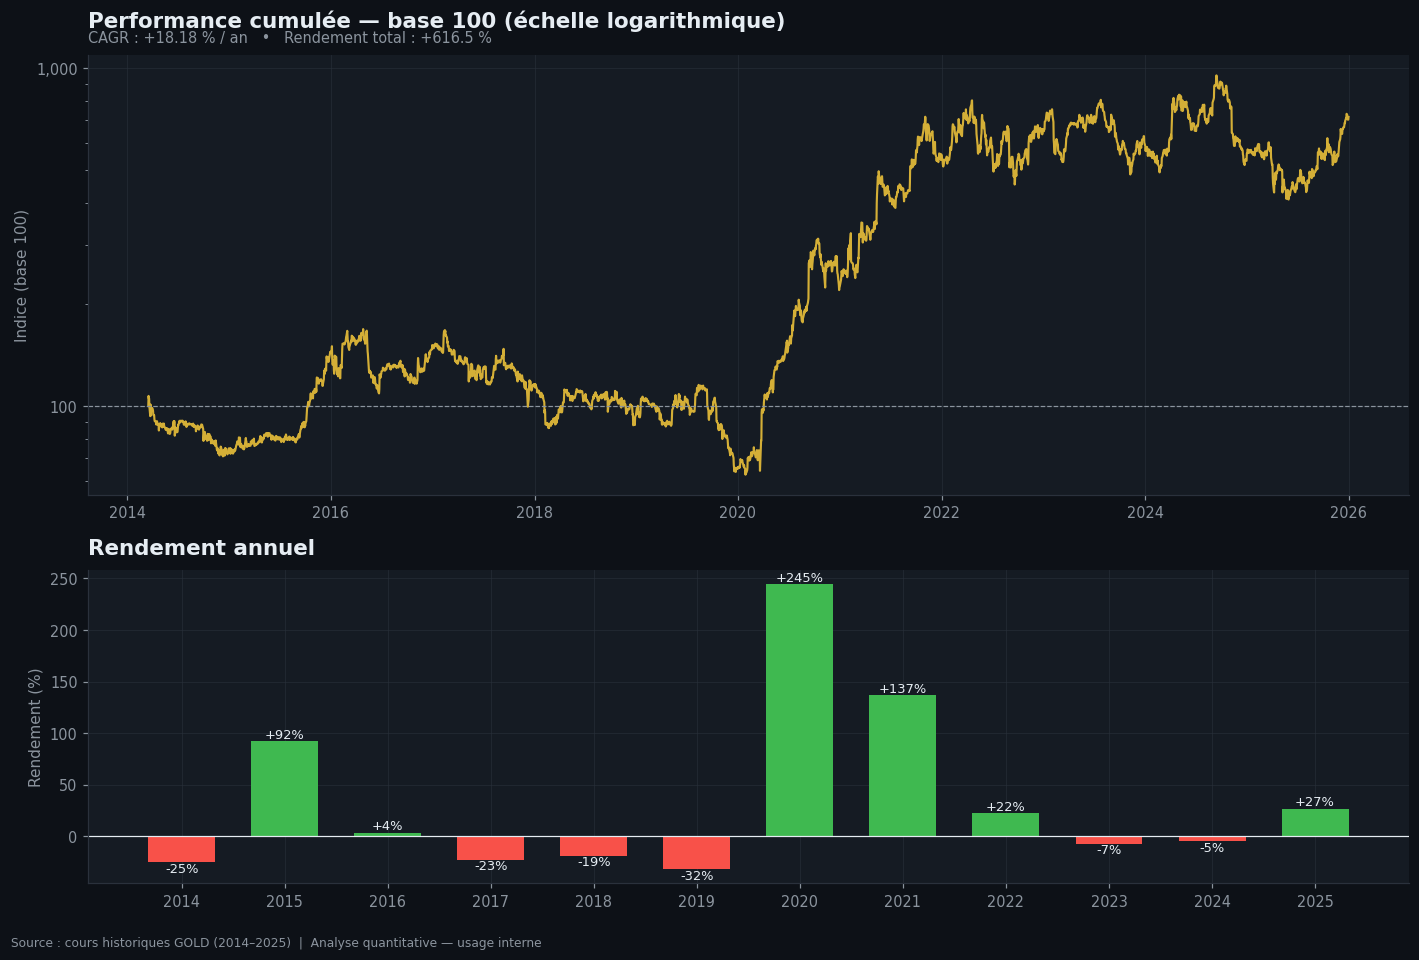 Performance cumulée — base 100 (échelle logarithmique)
CAGR : +18.18 % / an • Rendement total : +616.5 %
Indice (base 100)
1,000
100
2014 2016 2018 2020 2022 2024 2026
Rendement annuel
Rendement (%)
250
200
150
100
50
0
-25%
+92%
+4%
-23%
-19%
-32%
+245%
+137%
+22%
-7%
-5%
+27%
2014 2015 2016 2017 2018 2019 2020 2021 2022 2023 2024 2025
Source : cours historiques GOLD (2014–2025) | Analyse quantitative — usage interne